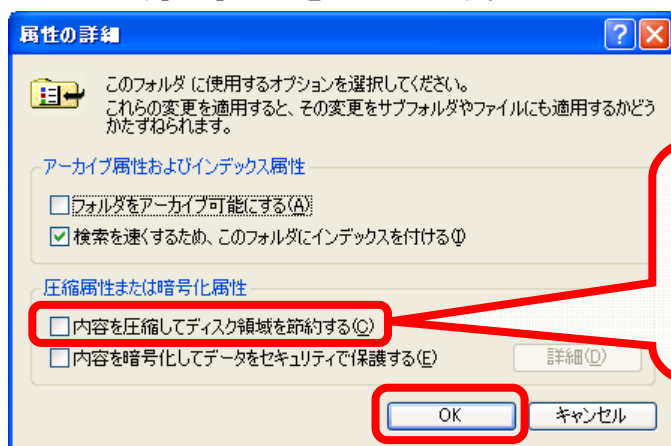 属性の詳細
このフォルダ に使用するオプションを選択してください。
これらの変更を適用すると、その変更をサブフォルダやファイルにも適用するかどう
かたずねられます。
アーカイブ属性およびインデックス属性
フォルダをアーカイブ可能にする(A)
検索を速くするため、このフォルダにインデックスを付ける(I)
圧縮属性または暗号化属性
内容を圧縮してディスク領域を節約する(C)
内容を暗号化してデータをセキュリティで保護する(E)
詳細(D)
OK
キャンセル